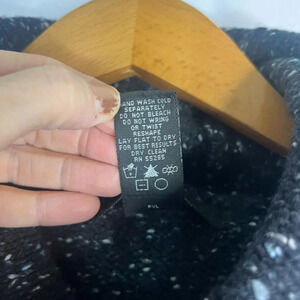 HAND WASH COLD
SEPARATELY
DO NOT BLEACH
DO NOT WRING
OR TWIST
RESHAPE
LAY FLAT TO DRY
FOR BEST RESULTS
DRY CLEAN
RN 55285